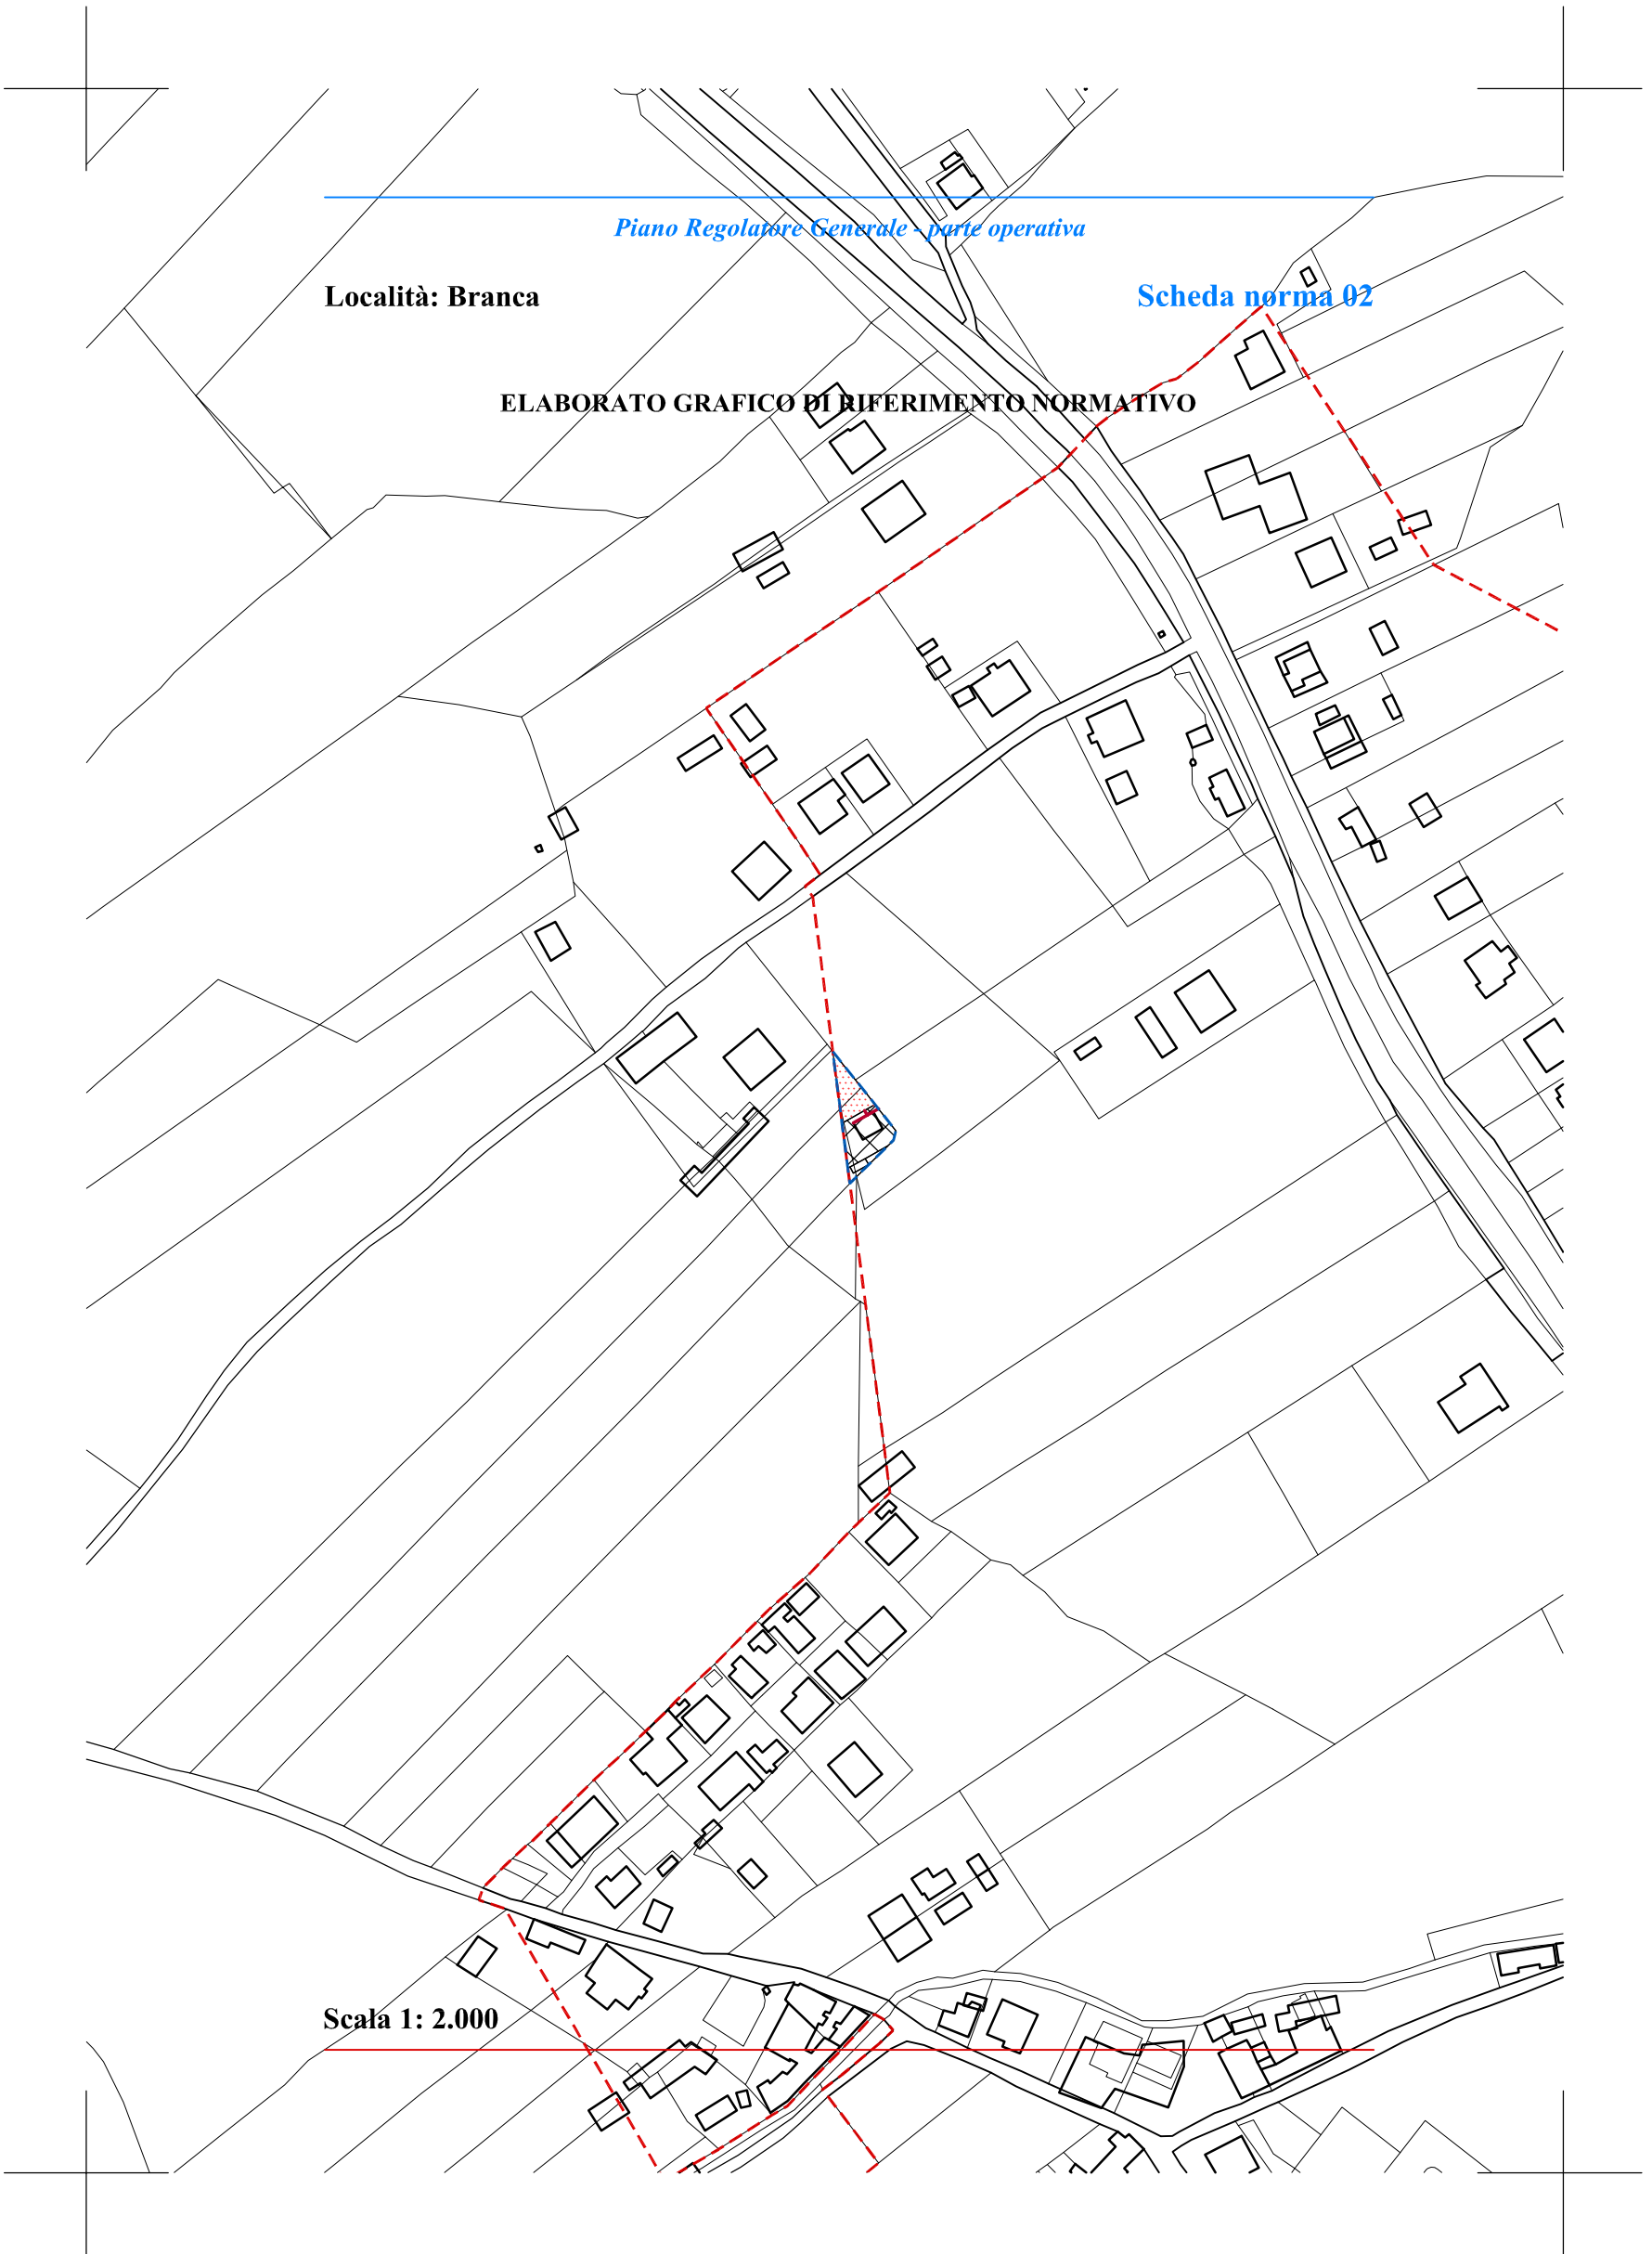 Piano Regolatore Generale - parte operativa
Località: Branca
Scheda norma 02
ELABORATO GRAFICO DI RIFERIMENTO NORMATIVO
Scala 1: 2.000